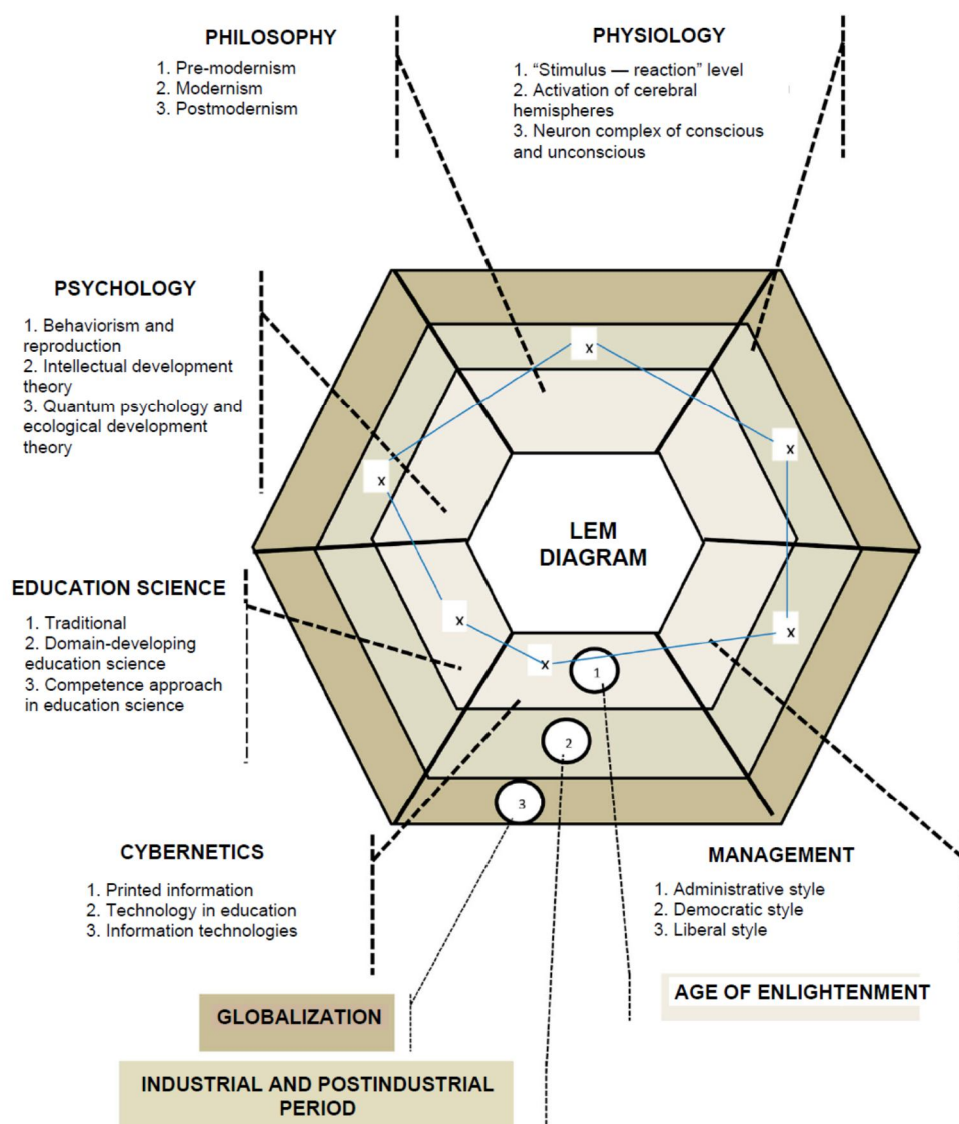 PHILOSOPHY
1. Pre-modernism
2. Modernism
3. Postmodernism
PHYSIOLOGY
1. “Stimulus — reaction” level
2. Activation of cerebral
hemispheres
3. Neuron complex of conscious
and unconscious
PSYCHOLOGY
1. Behaviorism and
reproduction
2. Intellectual development
theory
3. Quantum psychology and
ecological development
theory
x
x
x
LEM
DIAGRAM
EDUCATION SCIENCE
1. Traditional
2. Domain-developing
education science
3. Competence approach
in education science
x
x
x
1
2
3
CYBERNETICS
1. Printed information
2. Technology in education
3. Information technologies
MANAGEMENT
1. Administrative style
2. Democratic style
3. Liberal style
AGE OF ENLIGHTENMENT
GLOBALIZATION
INDUSTRIAL AND POSTINDUSTRIAL
PERIOD